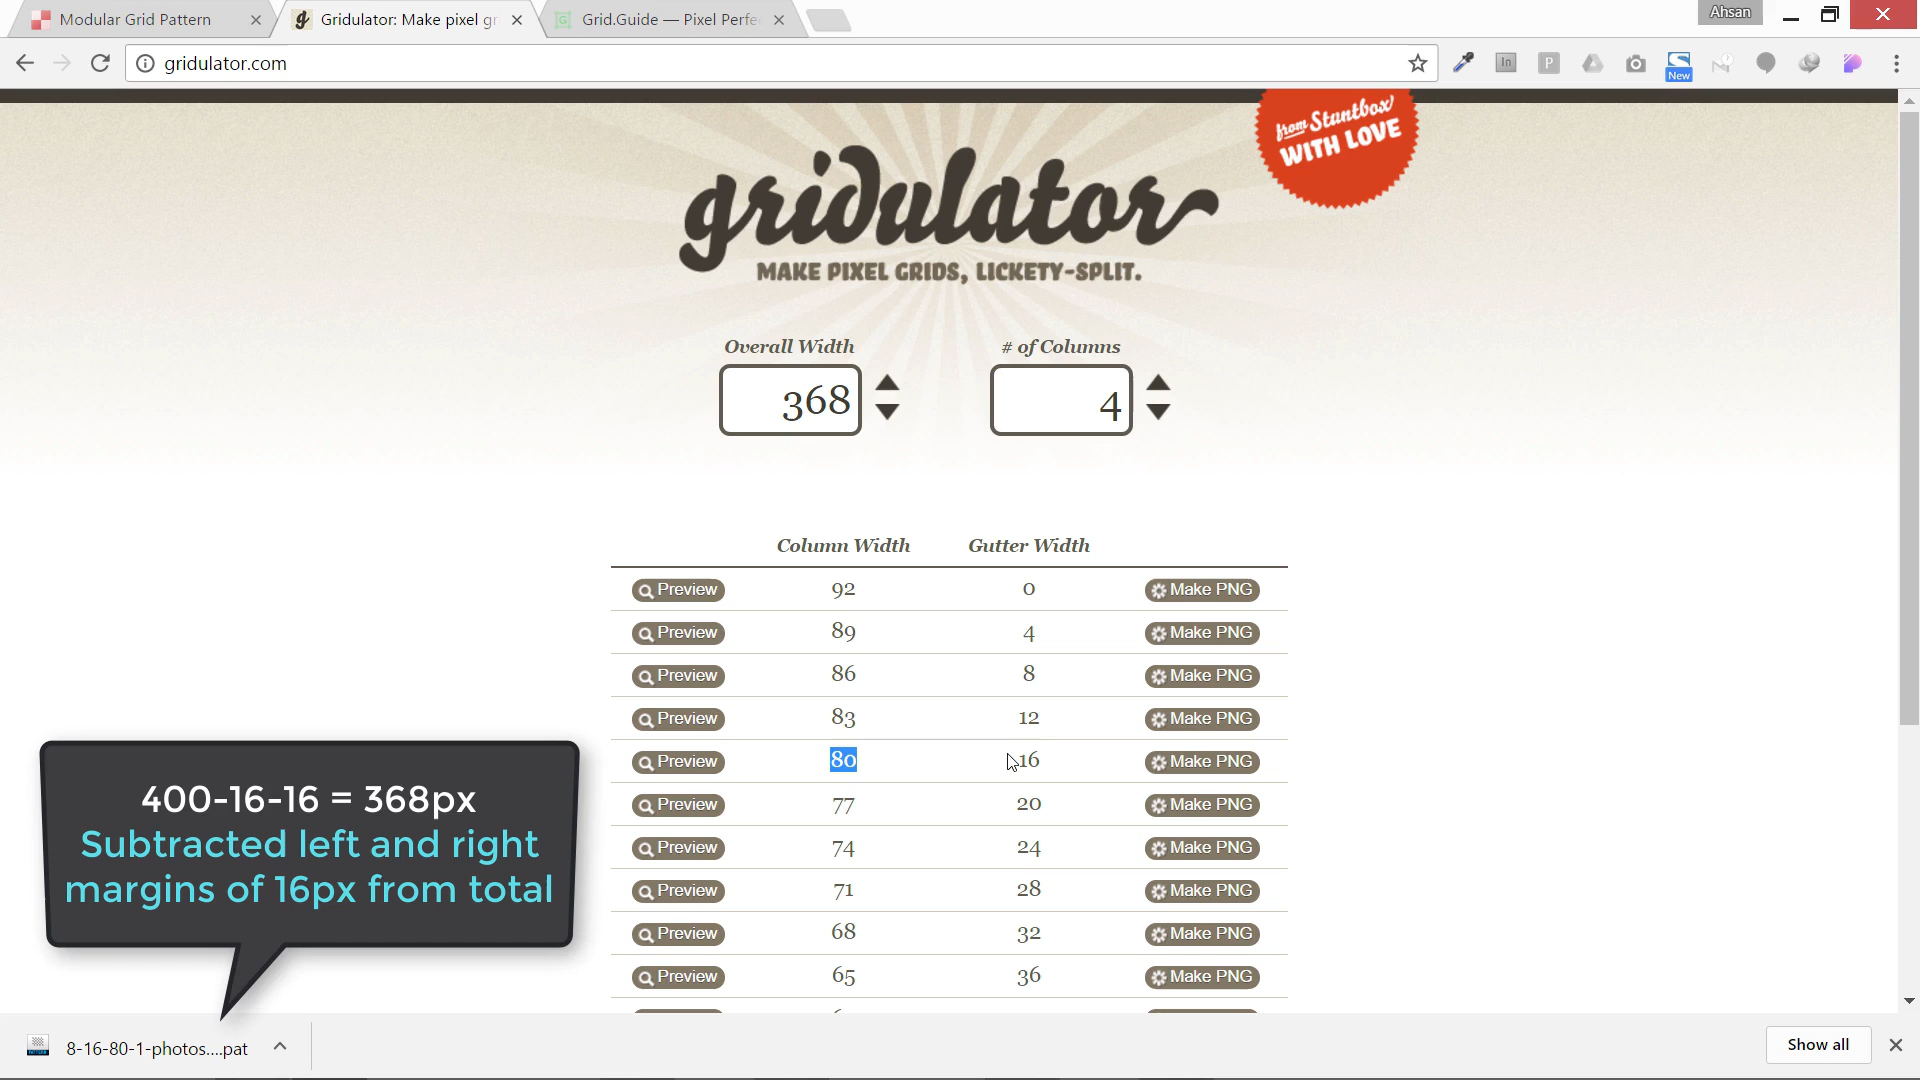 Modular Grid Pattern
Gridulator: Make pixel gr
Grid.Guide — Pixel Perfe
Ahsan
gridulator.com
In
P
New
from Stuntbox
WITH LOVE
gridulator
MAKE PIXEL GRIDS, LICKETY-SPLIT.
Overall Width
# of Columns
368
4
Column Width
Gutter Width
Preview 92 0 Make PNG
Preview 89 4 Make PNG
Preview 86 8 Make PNG
Preview 83 12 Make PNG
Preview 80 16 Make PNG
Preview 77 20 Make PNG
Preview 74 24 Make PNG
Preview 71 28 Make PNG
Preview 68 32 Make PNG
Preview 65 36 Make PNG
400-16-16 = 368px
Subtracted left and right
margins of 16px from total
8-16-80-1-photos....pat
Show all